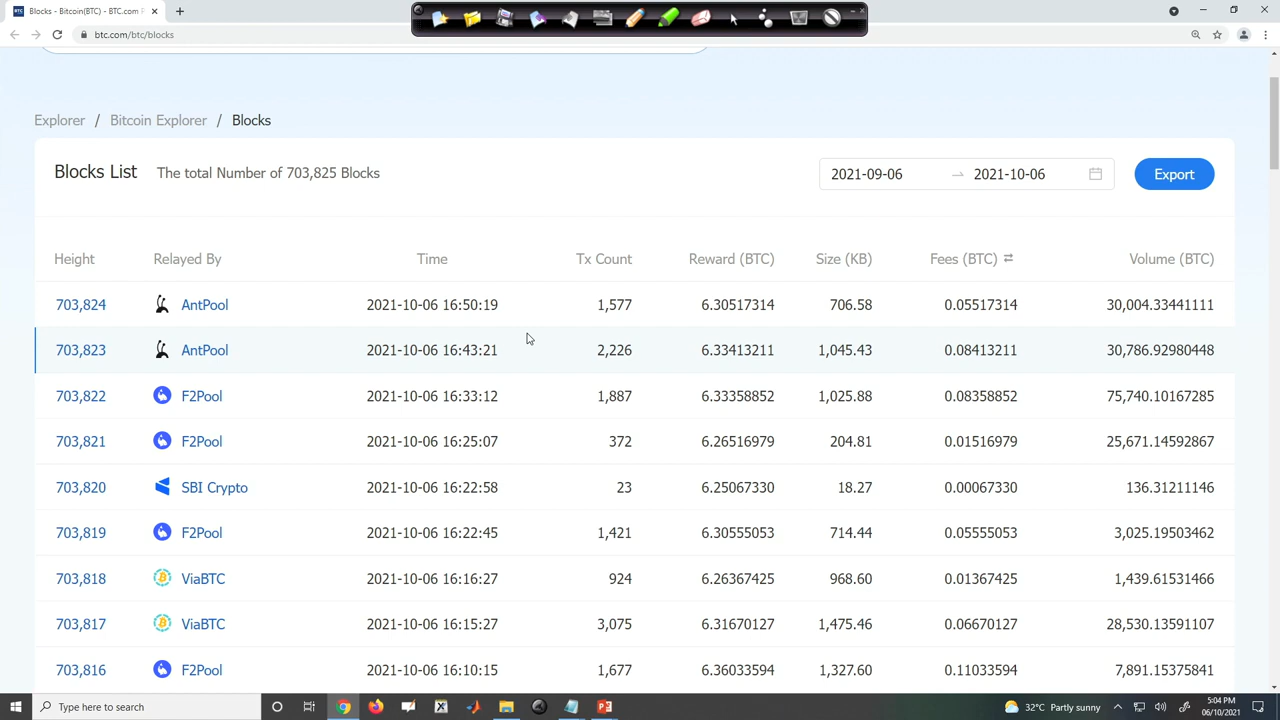 Blocks - Bitcoin(BTC) - BTC.com F
btc.com/btc/blocks
Explorer / Bitcoin Explorer / Blocks
Blocks List The total Number of 703,825 Blocks 2021-09-06 → 2021-10-06 Export
Height Relayed By Time Tx Count Reward (BTC) Size (KB) Fees (BTC) ⇄ Volume (BTC)
703,824 AntPool 2021-10-06 16:50:19 1,577 6.30517314 706.58 0.05517314 30,004.33441111
703,823 AntPool 2021-10-06 16:43:21 2,226 6.33413211 1,045.43 0.08413211 30,786.92980448
703,822 F2Pool 2021-10-06 16:33:12 1,887 6.33358852 1,025.88 0.08358852 75,740.10167285
703,821 F2Pool 2021-10-06 16:25:07 372 6.26516979 204.81 0.01516979 25,671.14592867
703,820 SBI Crypto 2021-10-06 16:22:58 23 6.25067330 18.27 0.00067330 136.31211146
703,819 F2Pool 2021-10-06 16:22:45 1,421 6.30555053 714.44 0.05555053 3,025.19503462
703,818 ViaBTC 2021-10-06 16:16:27 924 6.26367425 968.60 0.01367425 1,439.61531466
703,817 ViaBTC 2021-10-06 16:15:27 3,075 6.31670127 1,475.46 0.06670127 28,530.13591107
703,816 F2Pool 2021-10-06 16:10:15 1,677 6.36033594 1,327.60 0.11033594 7,891.15375841
Type here to search 32°C Partly sunny 5:04 PM
06/10/2021